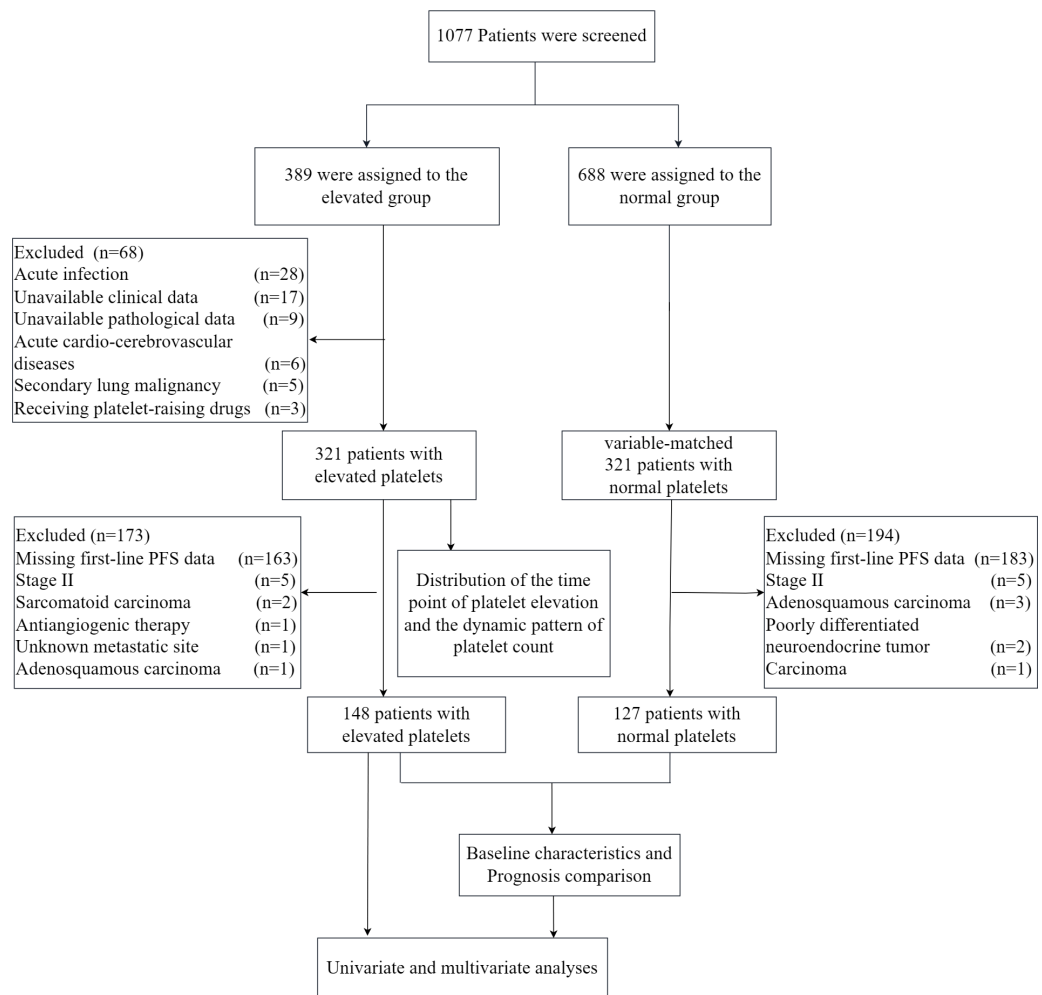 1077 Patients were screened
389 were assigned to the
elevated group
688 were assigned to the
normal group
Excluded (n=68)
Acute infection (n=28)
Unavailable clinical data (n=17)
Unavailable pathological data (n=9)
Acute cardio-cerebrovascular
diseases (n=6)
Secondary lung malignancy (n=5)
Receiving platelet-raising drugs (n=3)
321 patients with
elevated platelets
variable-matched
321 patients with
normal platelets
Excluded (n=173)
Missing first-line PFS data (n=163)
Stage II (n=5)
Sarcomatoid carcinoma (n=2)
Antiangiogenic therapy (n=1)
Unknown metastatic site (n=1)
Adenosquamous carcinoma (n=1)
Distribution of the time
point of platelet elevation
and the dynamic pattern of
platelet count
Excluded (n=194)
Missing first-line PFS data (n=183)
Stage II (n=5)
Adenosquamous carcinoma (n=3)
Poorly differentiated
neuroendocrine tumor (n=2)
Carcinoma (n=1)
148 patients with
elevated platelets
127 patients with
normal platelets
Baseline characteristics and
Prognosis comparison
Univariate and multivariate analyses